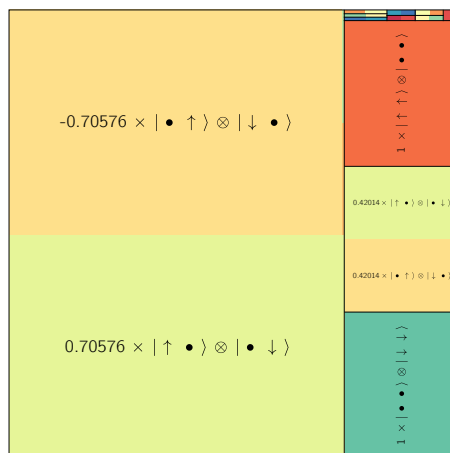 -0.70576 × | • ↑ ⟩ ⊗ | ↓ • ⟩
0.70576 × | ↑ • ⟩ ⊗ | • ↓ ⟩
1 × | ↑ ↑ ⟩ ⊗ | • • ⟩
0.42014 × | ↑ • ⟩ ⊗ | • ↓ ⟩
0.42014 × | • ↑ ⟩ ⊗ | ↓ • ⟩
1 × | • • ⟩ ⊗ | ↓ ↓ ⟩